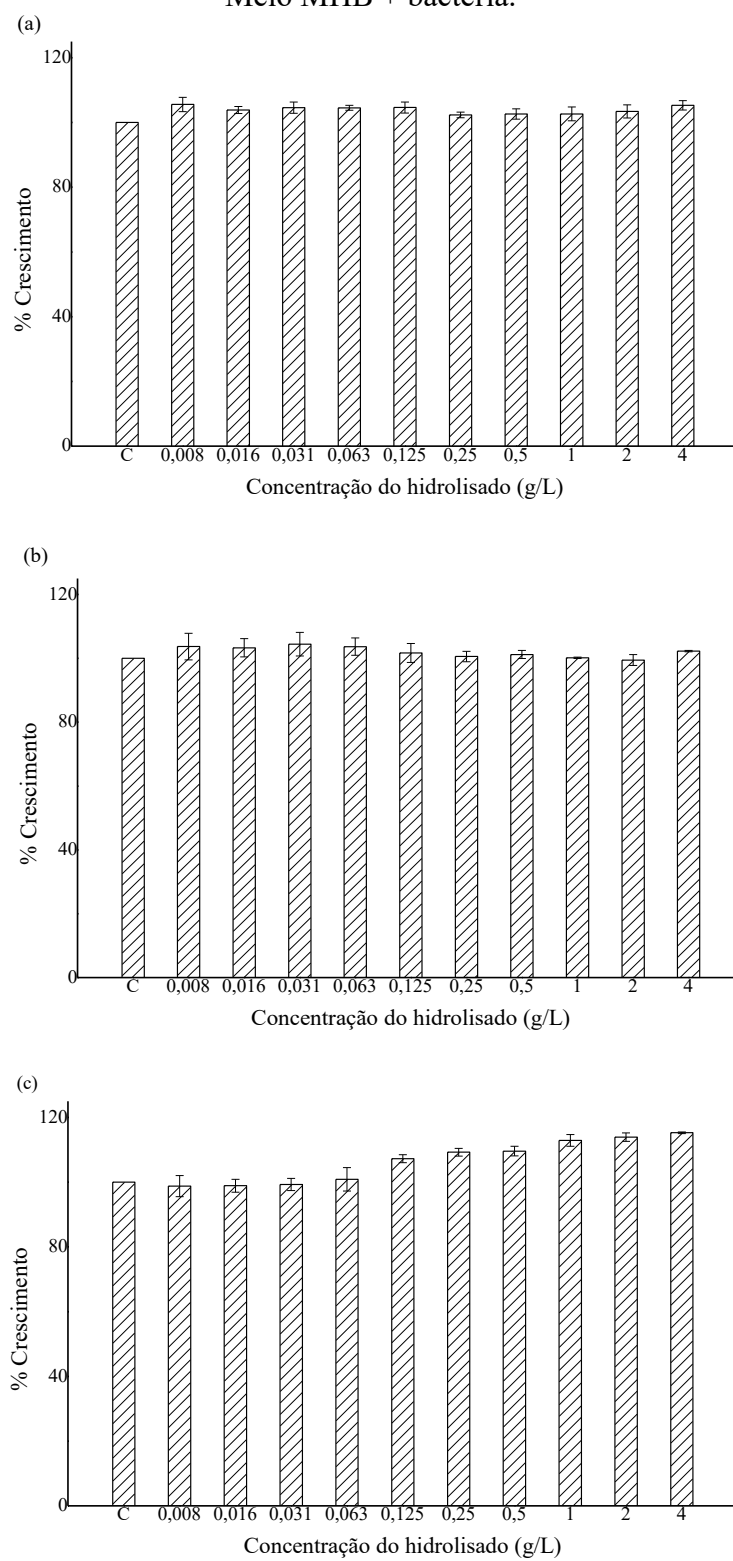 Meio MHB + bactéria.
(a)
120
80
40
0
% Crescimento
C 0,008 0,016 0,031 0,063 0,125 0,25 0,5 1 2 4
Concentração do hidrolisado (g/L)
(b)
120
80
40
0
% Crescimento
C 0,008 0,016 0,031 0,063 0,125 0,25 0,5 1 2 4
Concentração do hidrolisado (g/L)
(c)
120
80
40
0
% Crescimento
C 0,008 0,016 0,031 0,063 0,125 0,25 0,5 1 2 4
Concentração do hidrolisado (g/L)